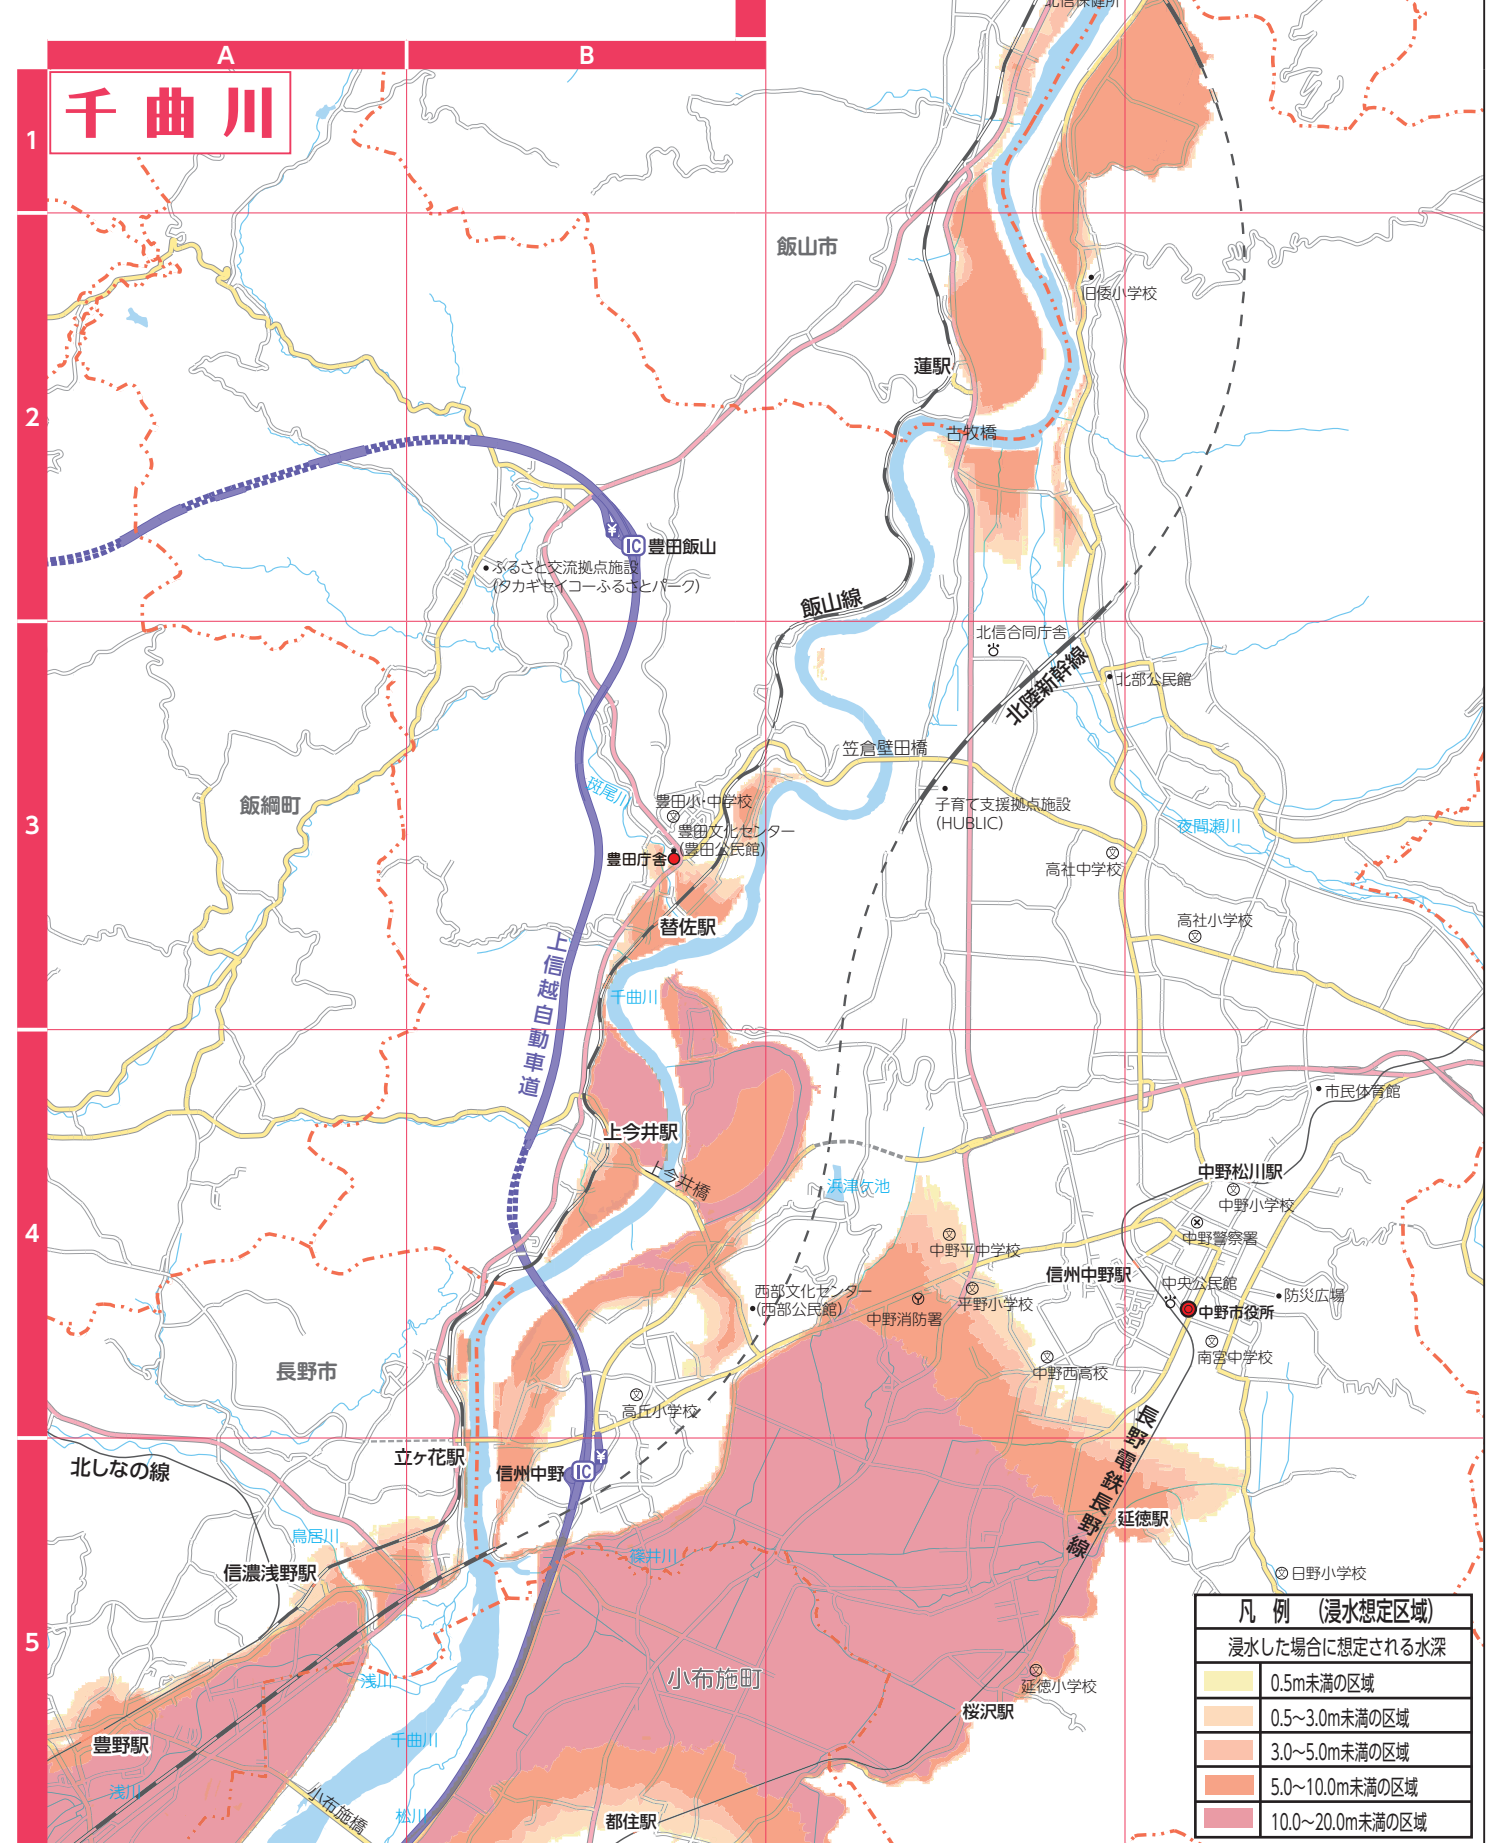 北信保健所
A
B
千曲川
1
飯山市
旧倭小学校
蓮駅
2
古牧橋
IC
豊田飯山
ふるさと交流拠点施設
(タカギセイコーふるさとパーク)
飯山線
北信合同庁舎
北陸新幹線
北部公民館
笠倉壁田橋
斑尾川
豊田小・中学校
飯綱町
子育て支援拠点施設
(HUBLIC)
3
夜間瀬川
豊田文化センター
(豊田公民館)
豊田庁舎
高社中学校
高社小学校
替佐駅
上信越自動車道
千曲川
市民体育館
上今井駅
上今井橋
中野松川駅
浜津ケ池
中野小学校
4
中野警察署
中野平中学校
信州中野駅
中央公民館
西部文化センター
(西部公民館)
平野小学校
防災広場
中野消防署
中野市役所
長野市
南宮中学校
中野西高校
高丘小学校
長野電鉄長野線
立ヶ花駅
北しなの線
信州中野
IC
延徳駅
鳥居川
篠井川
信濃浅野駅
日野小学校
凡 例 (浸水想定区域)
5
浸水した場合に想定される水深
浅川
小布施町
延徳小学校
0.5m未満の区域
桜沢駅
0.5~3.0m未満の区域
千曲川
豊野駅
3.0~5.0m未満の区域
浅川
5.0~10.0m未満の区域
小布施橋
松川
都住駅
10.0~20.0m未満の区域